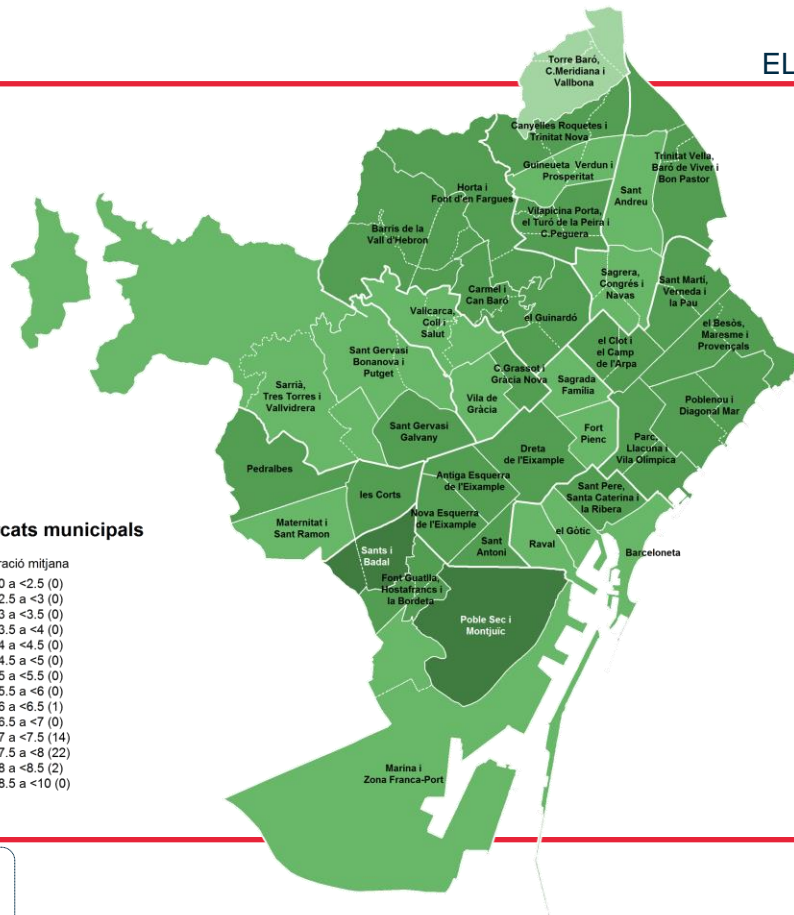 EL
Torre Baró,
C.Meridiana i
Vallbona
Canyelles Roquetes i
Trinitat Nova
Guineueta Verdun i
Prosperitat
Trinitat Vella,
Baró de Viver i
Bon Pastor
Sant
Andreu
Horta i
Font d'en Fargues
Vilapicina Porta,
el Turó de la Peira i
C.Peguera
Barris de la
Vall d'Hebron
Sagrera,
Congrés i
Navas
Sant Martí,
Verneda i
la Pau
Carmel i
Can Baró
Vallcarca,
Coll i
Salut
el Guinardó
el Besòs,
Maresme i
Provençals
el Clot i
el Camp
de l'Arpa
Sant Gervasi
Bonanova i
Putget
C.Grassot i
Gràcia Nova
Sagrada
Família
Sarrià,
Tres Torres i
Vallvidrera
Vila de
Gràcia
Poblenou i
Diagonal Mar
Sant Gervasi
Galvany
Fort
Pienc
Parc,
Llacuna i
Vila Olímpica
Dreta
de l'Eixample
Pedralbes
Antiga Esquerra
de l'Eixample
les Corts
Sant Pere,
Santa Caterina i
la Ribera
Nova Esquerra
de l'Eixample
Maternitat i
Sant Ramon
el Gòtic
Raval
Sant
Antoni
Barceloneta
Sants i
Badal
Font Guatlla,
Hostafrancs i
la Bordeta
Poble Sec i
Montjuïc
Marina i
Zona Franca-Port
rcats municipals
ració mitjana
0 a <2.5 (0)
2.5 a <3 (0)
3 a <3.5 (0)
3.5 a <4 (0)
4 a <4.5 (0)
4.5 a <5 (0)
5 a <5.5 (0)
5.5 a <6 (0)
6 a <6.5 (1)
6.5 a <7 (0)
7 a <7.5 (14)
7.5 a <8 (22)
8 a <8.5 (2)
8.5 a <10 (0)